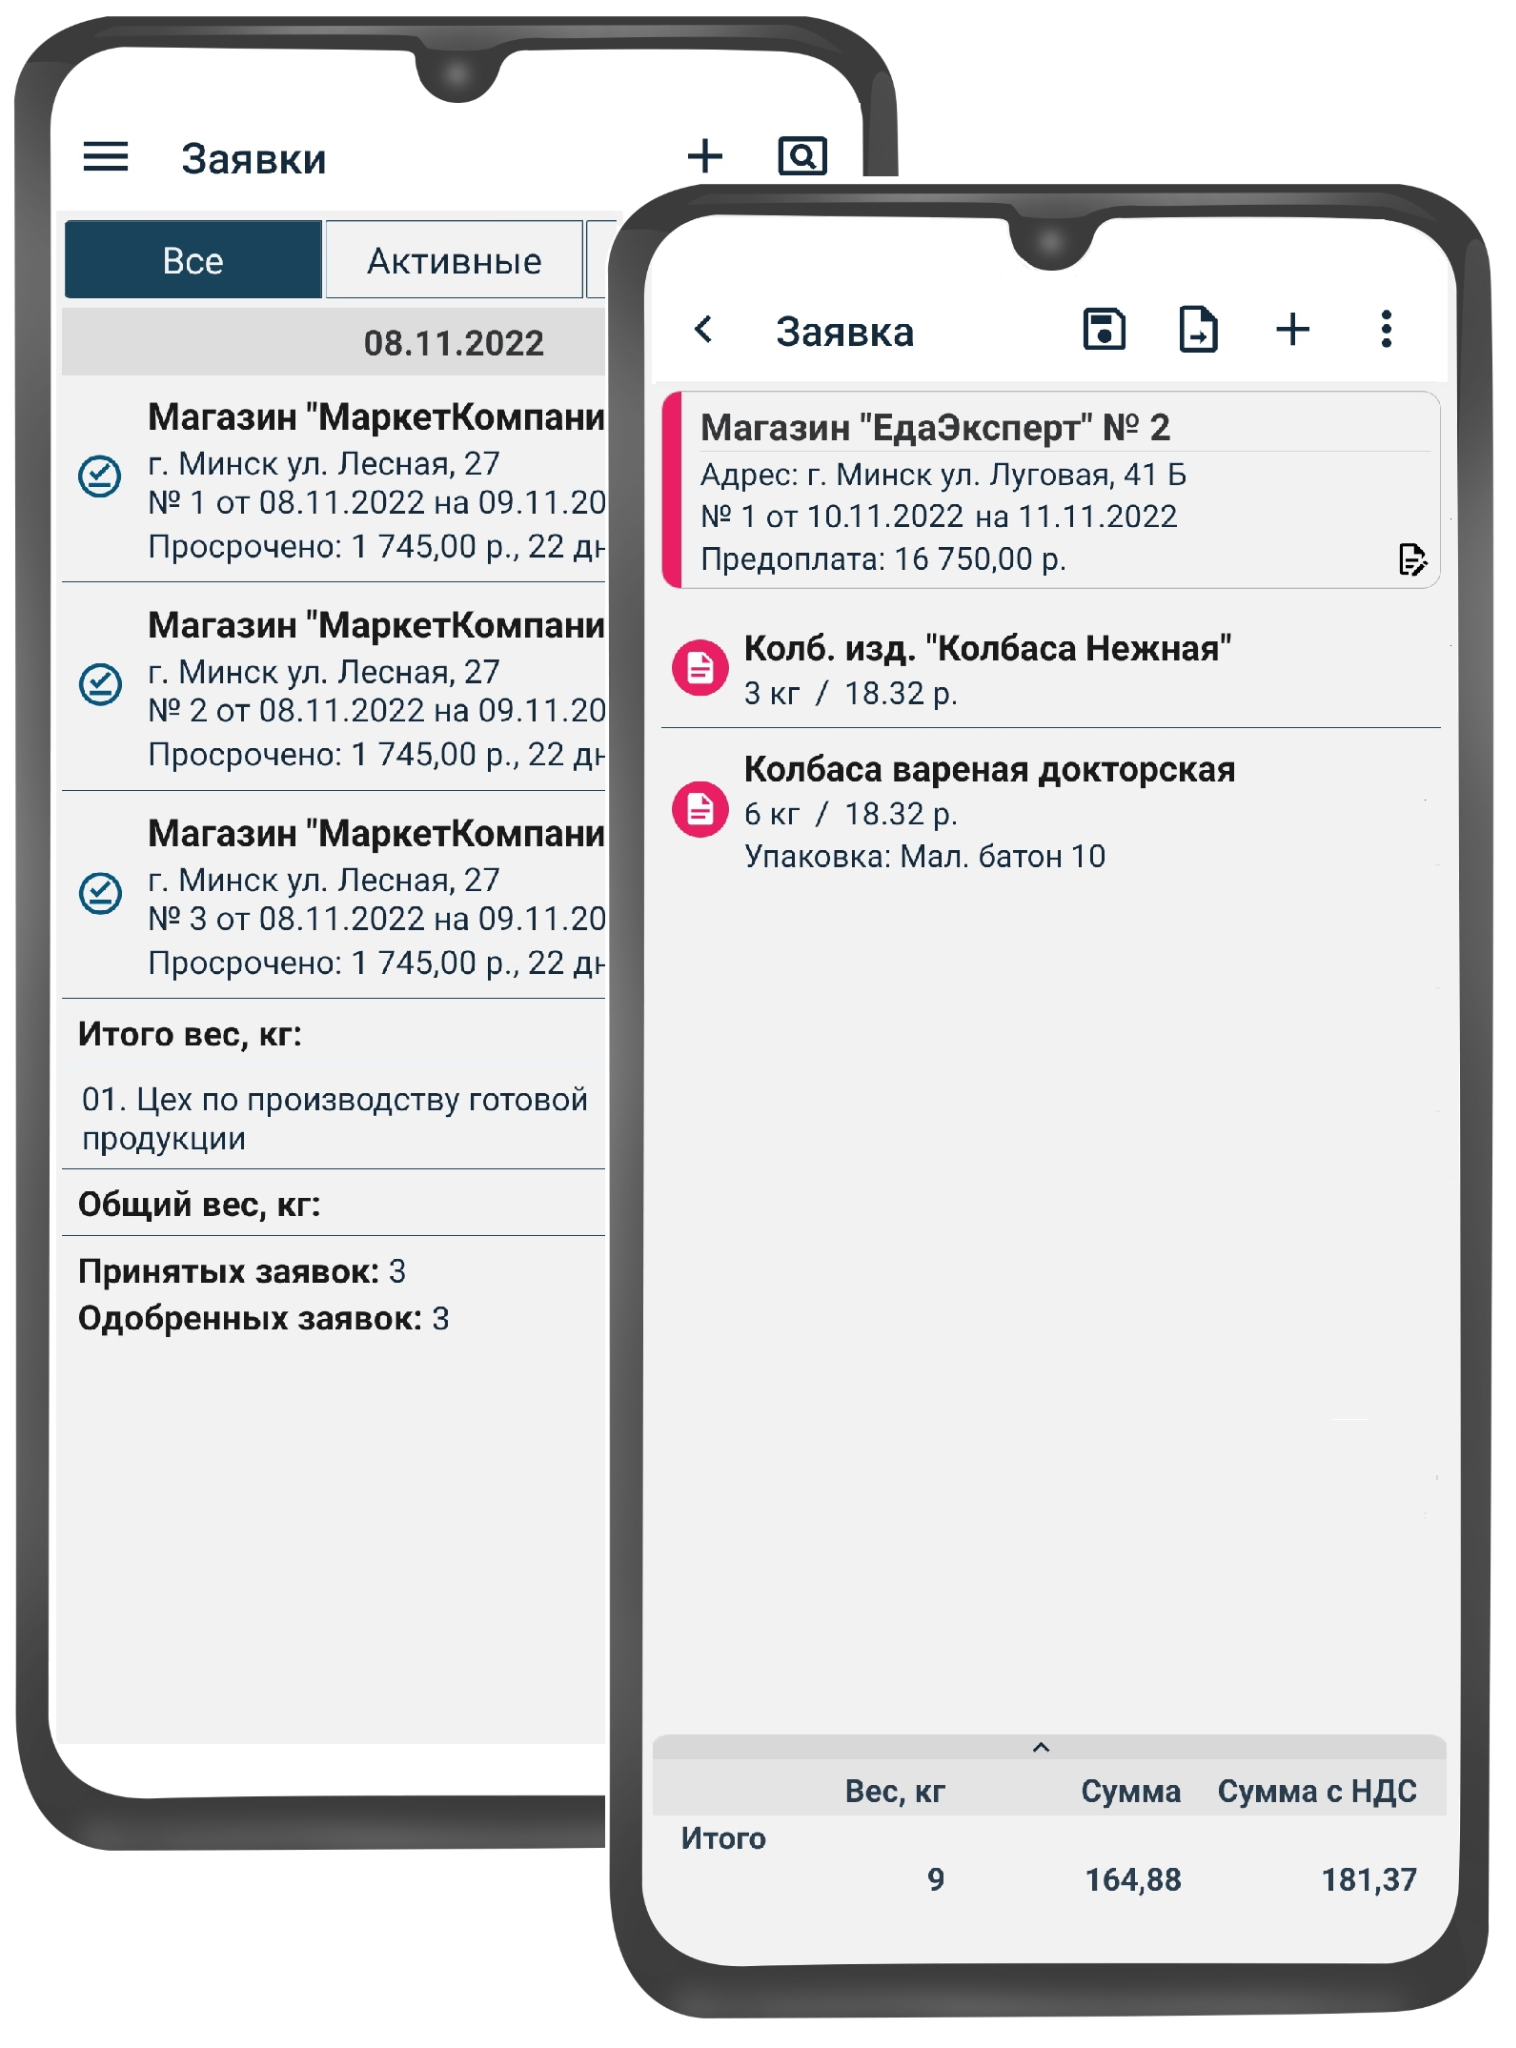 Заявки
Все
Активные
08.11.2022
Магазин "МаркетКомпани
г. Минск ул. Лесная, 27
№ 1 от 08.11.2022 на 09.11.20
Просрочено: 1 745,00 р., 22
Магазин "МаркетКомпани
г. Минск ул. Лесная, 27
№ 2 от 08.11.2022 на 09.11.20
Просрочено: 1 745,00 р., 22
Магазин "МаркетКомпани
г. Минск ул. Лесная, 27
№ 3 от 08.11.2022 на 09.11.20
Просрочено: 1 745,00 р., 22
Итого вес, кг:
01. Цех по производству готовой
продукции
Общий вес, кг:
Принятых заявок: 3
Одобренных заявок: 3
Заявка
Магазин "ЕдаЭксперт" № 2
Адрес: г. Минск ул. Луговая, 41 Б
№ 1 от 10.11.2022 на 11.11.2022
Предоплата: 16 750,00 р.
Колб. изд. "Колбаса Нежная"
3 кг / 18.32 р.
Колбаса вареная докторская
6 кг / 18.32 р.
Упаковка: Мал. батон 10
Вес, кг Сумма Сумма с НДС
Итого
9 164,88 181,37